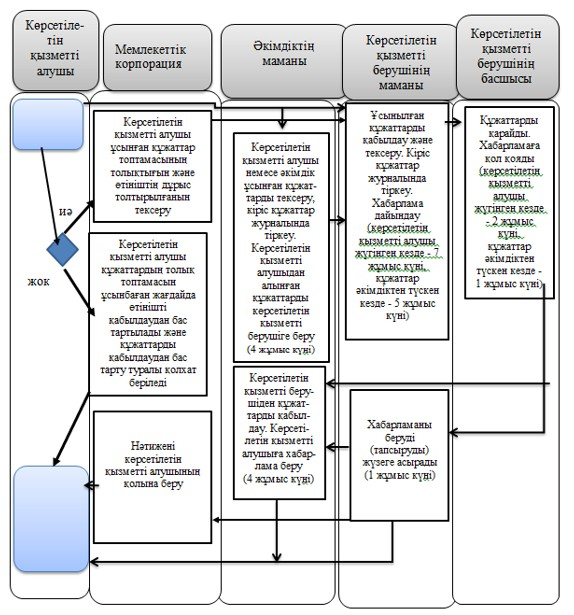 Көрсетіле-
тін
қызметті
алушы
Мемлекеттік
корпорация
Әкімдіктің
маманы
Көрсетілетін
қызметті
берушінің
маманы
Көрсетілетін
қызметті
берушінің
басшысы
Көрсетілетін
қызметті алушы
ұсынған құжаттар
топтамасының
толықтығын және
өтініштің дұрыс
толтырылғанын
тексеру
Көрсетілетін
қызметті алушы
немесе әкімдік
ұсынған құжат-
тарды тексеру,
кіріс құжаттар
журналында
тіркеу.
Көрсетілетін
қызметті
алушыдан
алынған
құжаттарды
көрсетілетін
қызметті
берушіге беру
(4 жұмыс күні)
Ұсынылған
құжаттарды
қабылдау және
тексеру. Кіріс
құжаттар
журналында
тіркеу.
Хабарлама
дайындау
(көрсетілетін
қызметті алушы
жүгінген кезде - 7
жұмыс күні,
құжаттар
әкімдіктен түскен
кезде - 5 жұмыс
күні)
Құжаттарды
қарайды.
Хабарламаға
қол қояды
(көрсетілетін
қызметті
алушы
жүгінген кезде
- 2 жұмыс
күні,
құжаттар
әкімдіктен
түскен кезде -
1 жұмыс күні)
иә
жоқ
Көрсетілетін
қызметті алушы
құжаттардың толық
топтамасын
ұсынбаған жағдайда
өтінішті
қабылдаудан бас
тартылады және
құжаттарды
қабылдаудан бас
тарту туралы қолхат
беріледі
Көрсетілетін
қызметті беру-
шіден құжат-
тарды қабыл-
дау. Көрсеті-
летін қызметті
алушыға хабар-
лама беру
(4 жұмыс күні)
Хабарламаны
беруді
(тапсыруды)
жүзеге асырады
(1 жұмыс күні)
Нәтижені
көрсетілетін
қызметті алушының
қолына беру